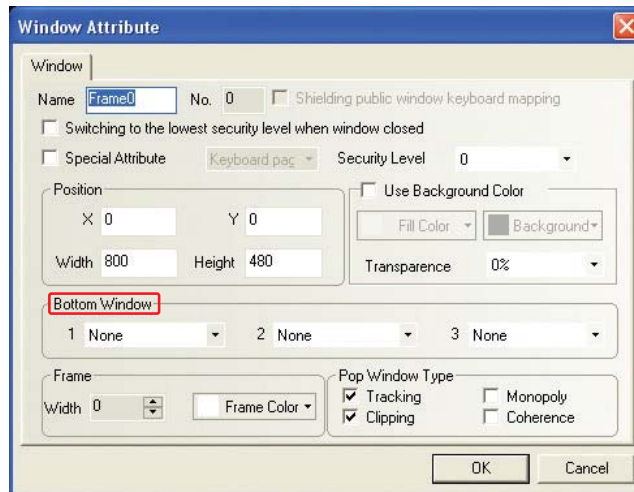 Window Attribute
Window
Name Frame0 No. 0 Shielding public window keyboard mapping
Switching to the lowest security level when window closed
Special Attribute Keyboard pag Security Level 0
Position
X 0 Y 0
Width 800 Height 480
Use Background Color
Fill Color Background
Transparence 0%
Bottom Window
1 None 2 None 3 None
Frame
Width 0 Frame Color
Pop Window Type
Tracking Monopoly
Clipping Coherence
OK Cancel